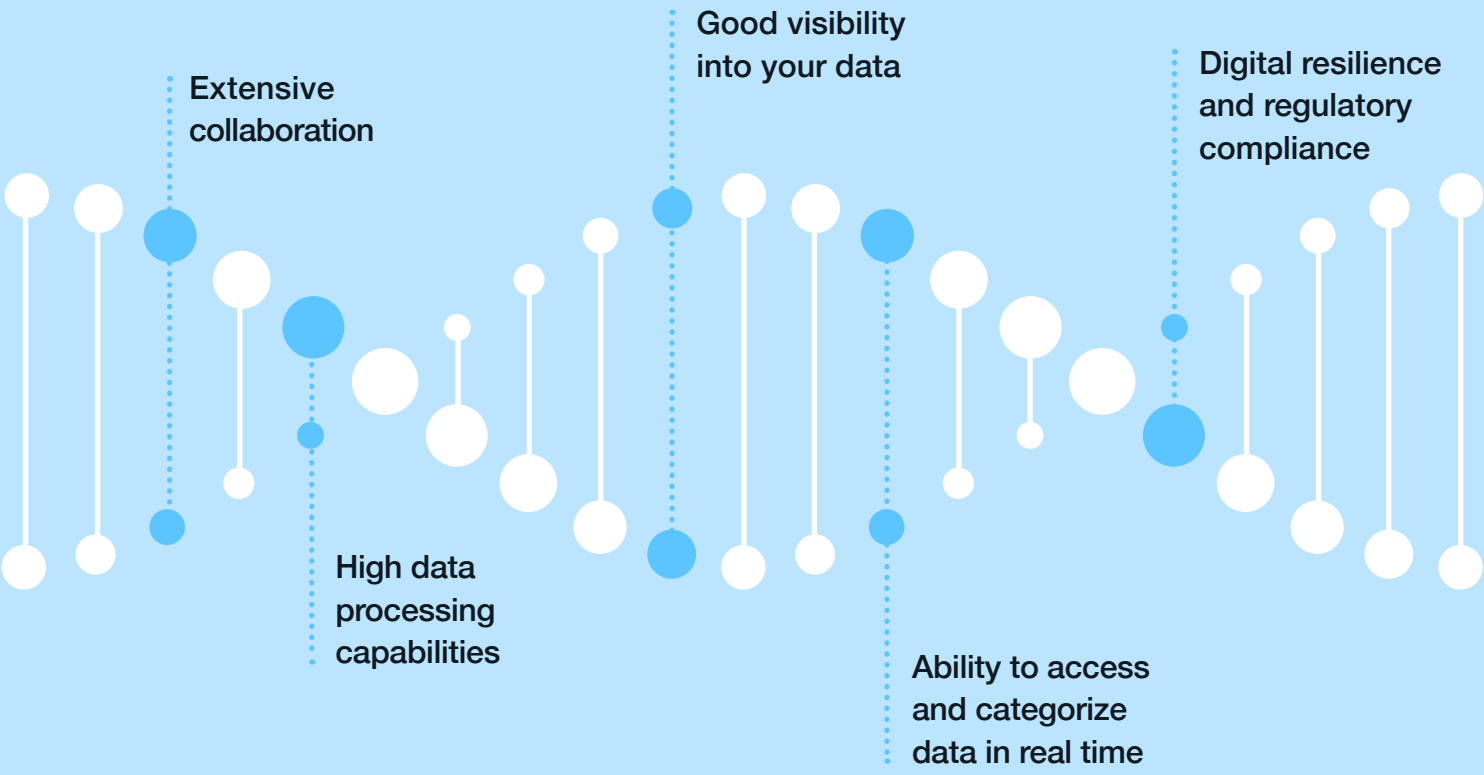 Extensive
collaboration
High data
processing
capabilities
Good visibility
into your data
Ability to access
and categorize
data in real time
Digital resilience
and regulatory
compliance